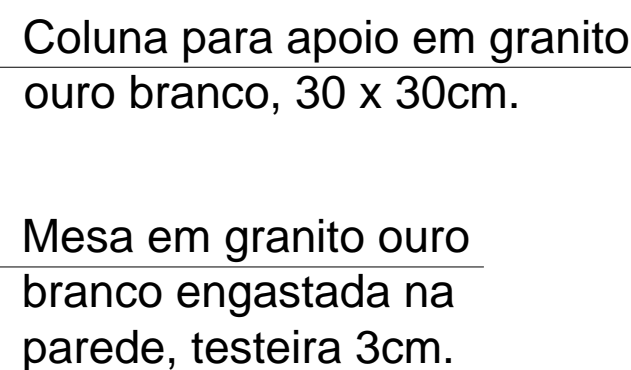 Coluna para apoio em granito
ouro branco, 30 x 30cm.
Mesa em granito ouro
branco engastada na
parede, testeira 3cm.